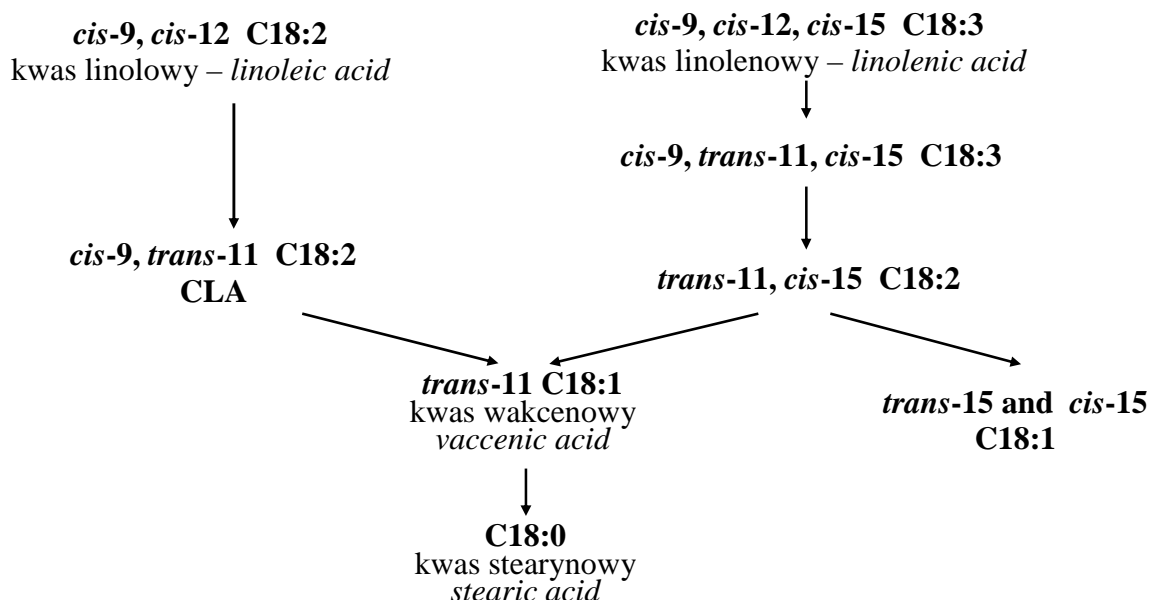 cis-9, cis-12 C18:2
kwas linolowy – linoleic acid
cis-9, cis-12, cis-15 C18:3
kwas linolenowy – linolenic acid
cis-9, trans-11, cis-15 C18:3
cis-9, trans-11 C18:2
CLA
trans-11, cis-15 C18:2
trans-11 C18:1
kwas wakcenowy
vaccenic acid
trans-15 and cis-15
C18:1
C18:0
kwas stearynowy
stearic acid